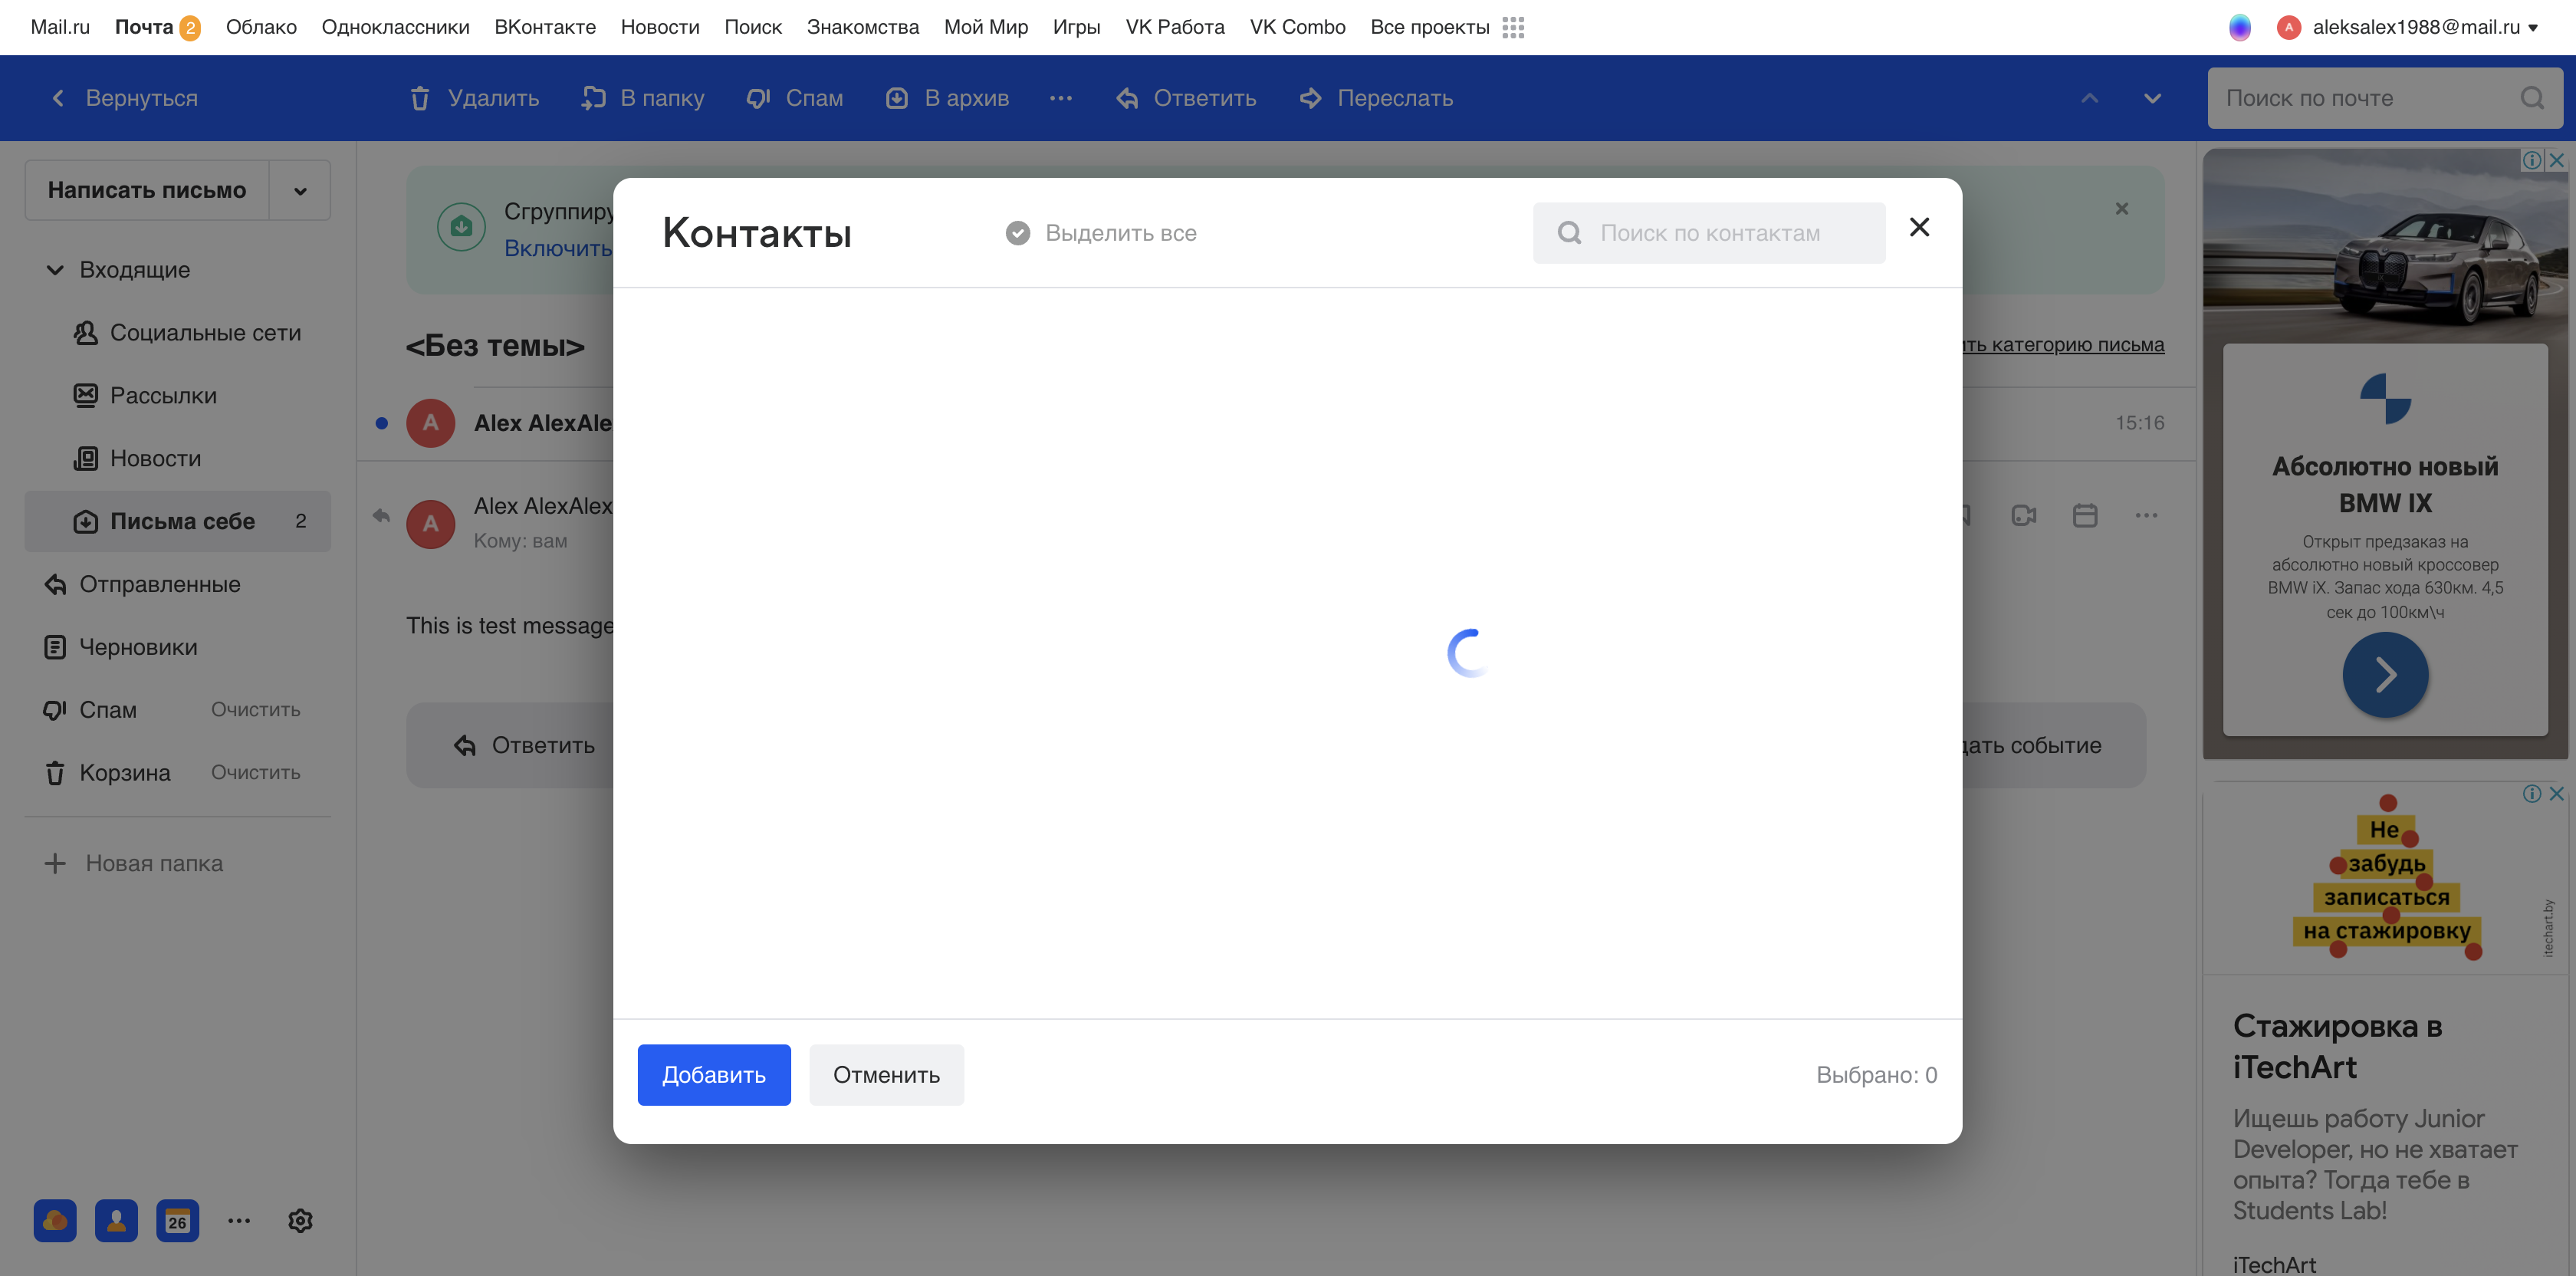 Mail.ru Почта 2 Облако Одноклассники ВКонтакте Новости Поиск Знакомства Мой Мир Игры VK Работа VK Combo Все проекты A aleksalex1988@mail.ru
Вернуться Удалить В папку Спам В архив Ответить Переслать Поиск по почте
Написать письмо
Входящие
Социальные сети
Рассылки
Новости
Письма себе 2
Отправленные
Черновики
Спам Очистить
Корзина Очистить
Новая папка
26
Сгруппиру
Включить
<Без темы>
ть категорию письма
A Alex AlexAle 15:16
A Alex AlexAlex
Кому: вам
This is test message
Ответить
дать событие
Контакты Выделить все Поиск по контактам
Добавить Отменить Выбрано: 0
Абсолютно новый
BMW IX
Открыт предзаказ на
абсолютно новый кроссовер
BMW iX. Запас хода 630км. 4,5
сек до 100км\ч
Не
забудь
записаться
на стажировку
itechart.by
Стажировка в
iTechArt
Ищешь работу Junior
Developer, но не хватает
опыта? Тогда тебе в
Students Lab!
iTechArt